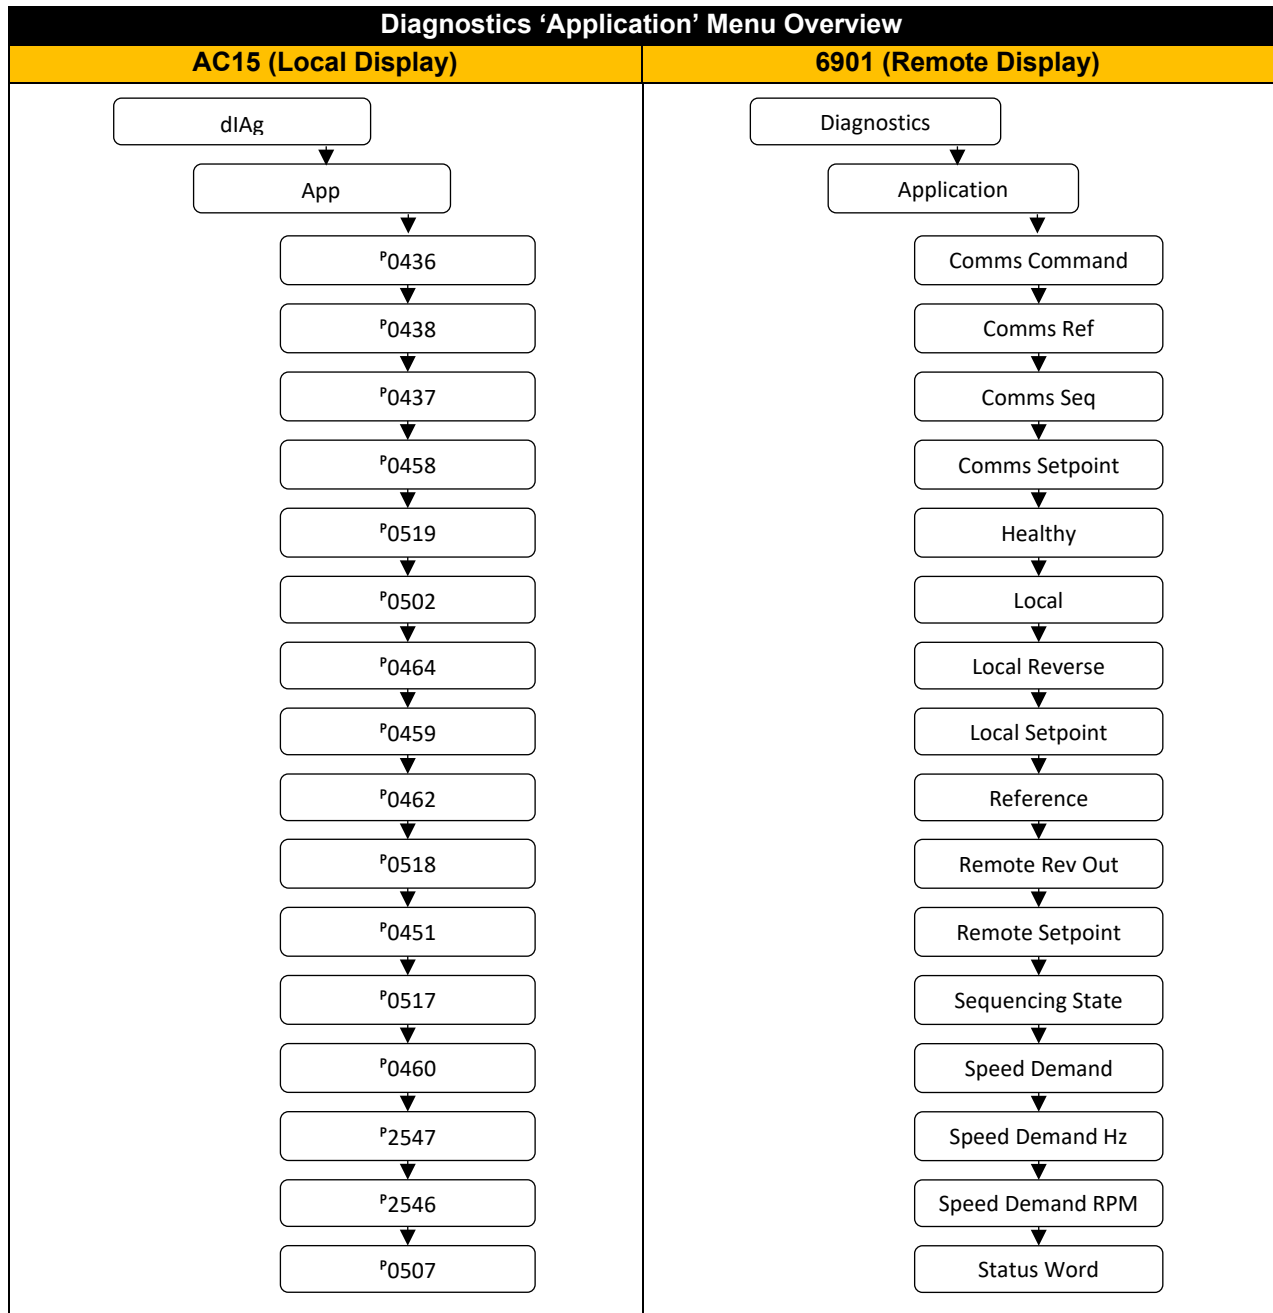 Diagnostics ‘Application’ Menu Overview
AC15 (Local Display)
6901 (Remote Display)
dIAg
App
P0436
P0438
P0437
P0458
P0519
P0502
P0464
P0459
P0462
P0518
P0451
P0517
P0460
P2547
P2546
P0507
Diagnostics
Application
Comms Command
Comms Ref
Comms Seq
Comms Setpoint
Healthy
Local
Local Reverse
Local Setpoint
Reference
Remote Rev Out
Remote Setpoint
Sequencing State
Speed Demand
Speed Demand Hz
Speed Demand RPM
Status Word